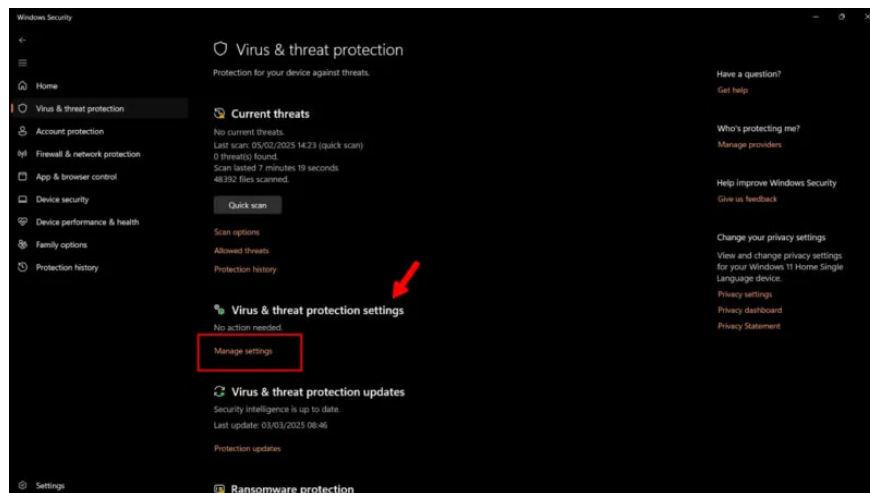 Windows Security
Home
Virus & threat protection
Account protection
Firewall & network protection
App & browser control
Device security
Device performance & health
Family options
Protection history
Settings
Virus & threat protection
Protection for your device against threats.
Current threats
No current threats.
Last scan: 05/02/2025 14:23 (quick scan)
0 threat(s) found.
Scan lasted 7 minutes 19 seconds
48392 files scanned.
Quick scan
Scan options
Allowed threats
Protection history
Virus & threat protection settings
No action needed.
Manage settings
Virus & threat protection updates
Security intelligence is up to date.
Last update: 03/03/2025 08:46
Protection updates
Ransomware protection
Have a question?
Get help
Who's protecting me?
Manage providers
Help improve Windows Security
Give us feedback
Change your privacy settings
View and change privacy settings
for your Windows 11 Home Single
Language device.
Privacy settings
Privacy dashboard
Privacy Statement